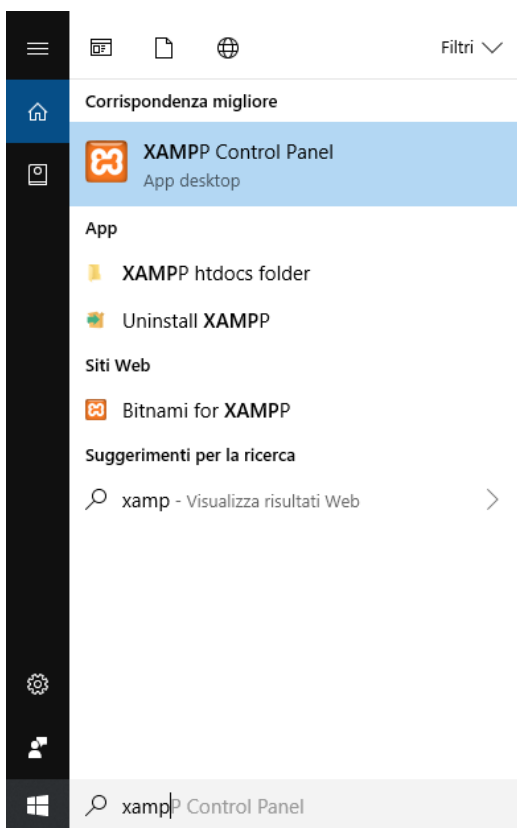 Filtri
Corrispondenza migliore
XAMPP Control Panel
App desktop
App
XAMPP htdocs folder
Uninstall XAMPP
Siti Web
Bitnami for XAMPP
Suggerimenti per la ricerca
xamp - Visualizza risultati Web
xampP Control Panel